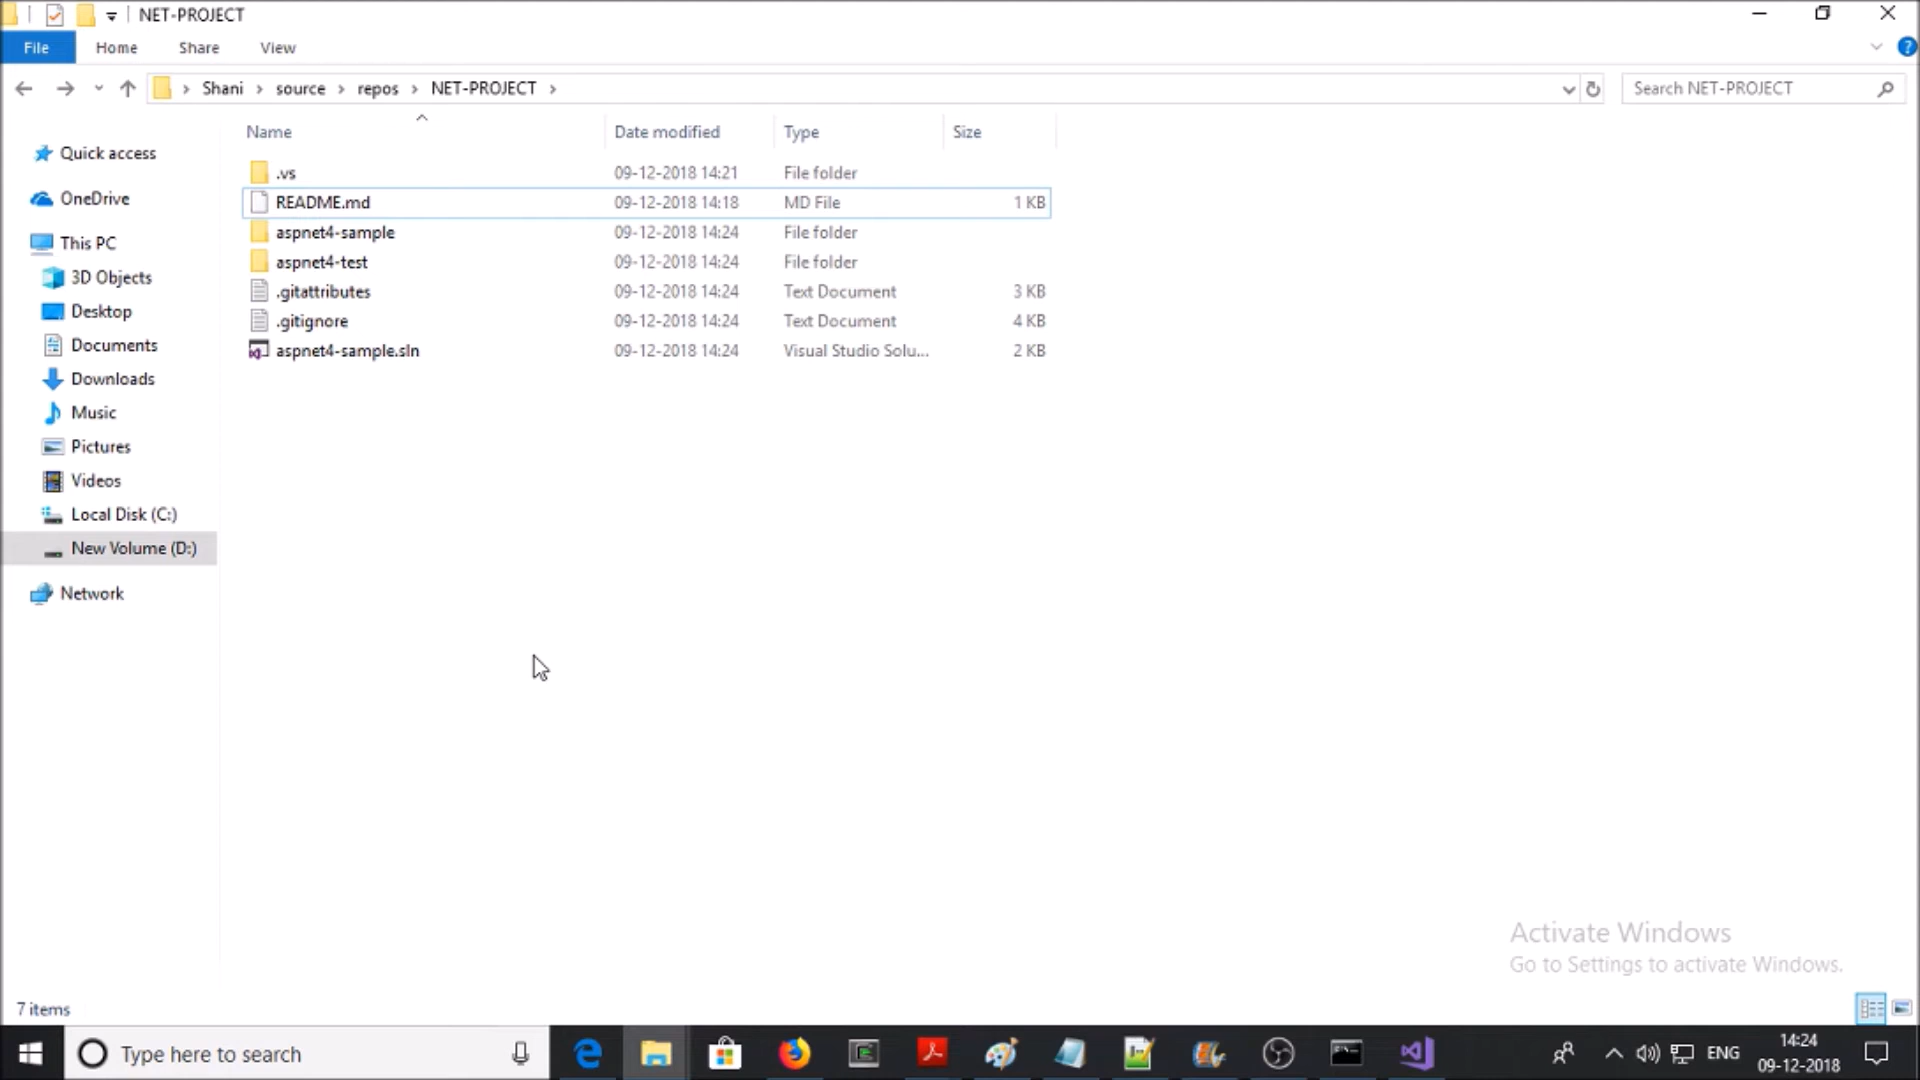 NET-PROJECT
File Home Share View
Shani source repos NET-PROJECT Search NET-PROJECT
Name Date modified Type Size
Quick access
OneDrive
This PC
3D Objects
Desktop
Documents
Downloads
Music
Pictures
Videos
Local Disk (C:)
New Volume (D:)
Network
.vs 09-12-2018 14:21 File folder
README.md 09-12-2018 14:18 MD File 1 KB
aspnet4-sample 09-12-2018 14:24 File folder
aspnet4-test 09-12-2018 14:24 File folder
.gitattributes 09-12-2018 14:24 Text Document 3 KB
.gitignore 09-12-2018 14:24 Text Document 4 KB
aspnet4-sample.sln 09-12-2018 14:24 Visual Studio Solu... 2 KB
Activate Windows
Go to Settings to activate Windows.
7 items
Type here to search
ENG
14:24
09-12-2018